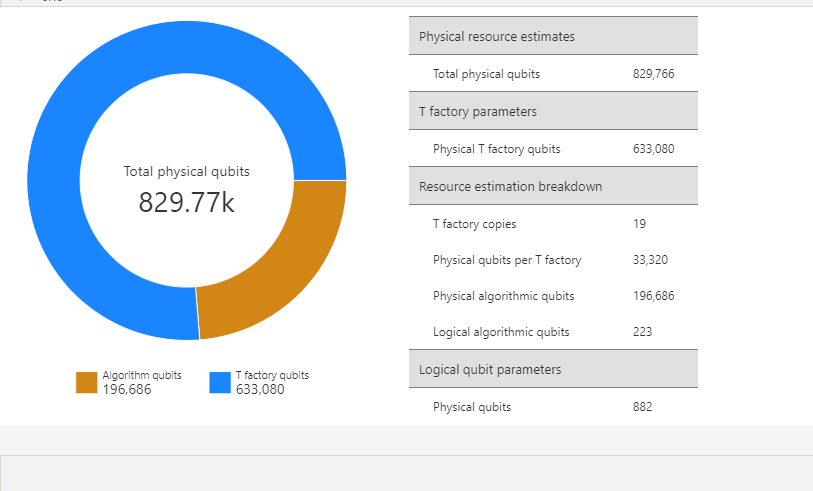 Total physical qubits
829.77k
Algorithm qubits
196,686
T factory qubits
633,080
Physical resource estimates
Total physical qubits 829,766
T factory parameters
Physical T factory qubits 633,080
Resource estimation breakdown
T factory copies 19
Physical qubits per T factory 33,320
Physical algorithmic qubits 196,686
Logical algorithmic qubits 223
Logical qubit parameters
Physical qubits 882